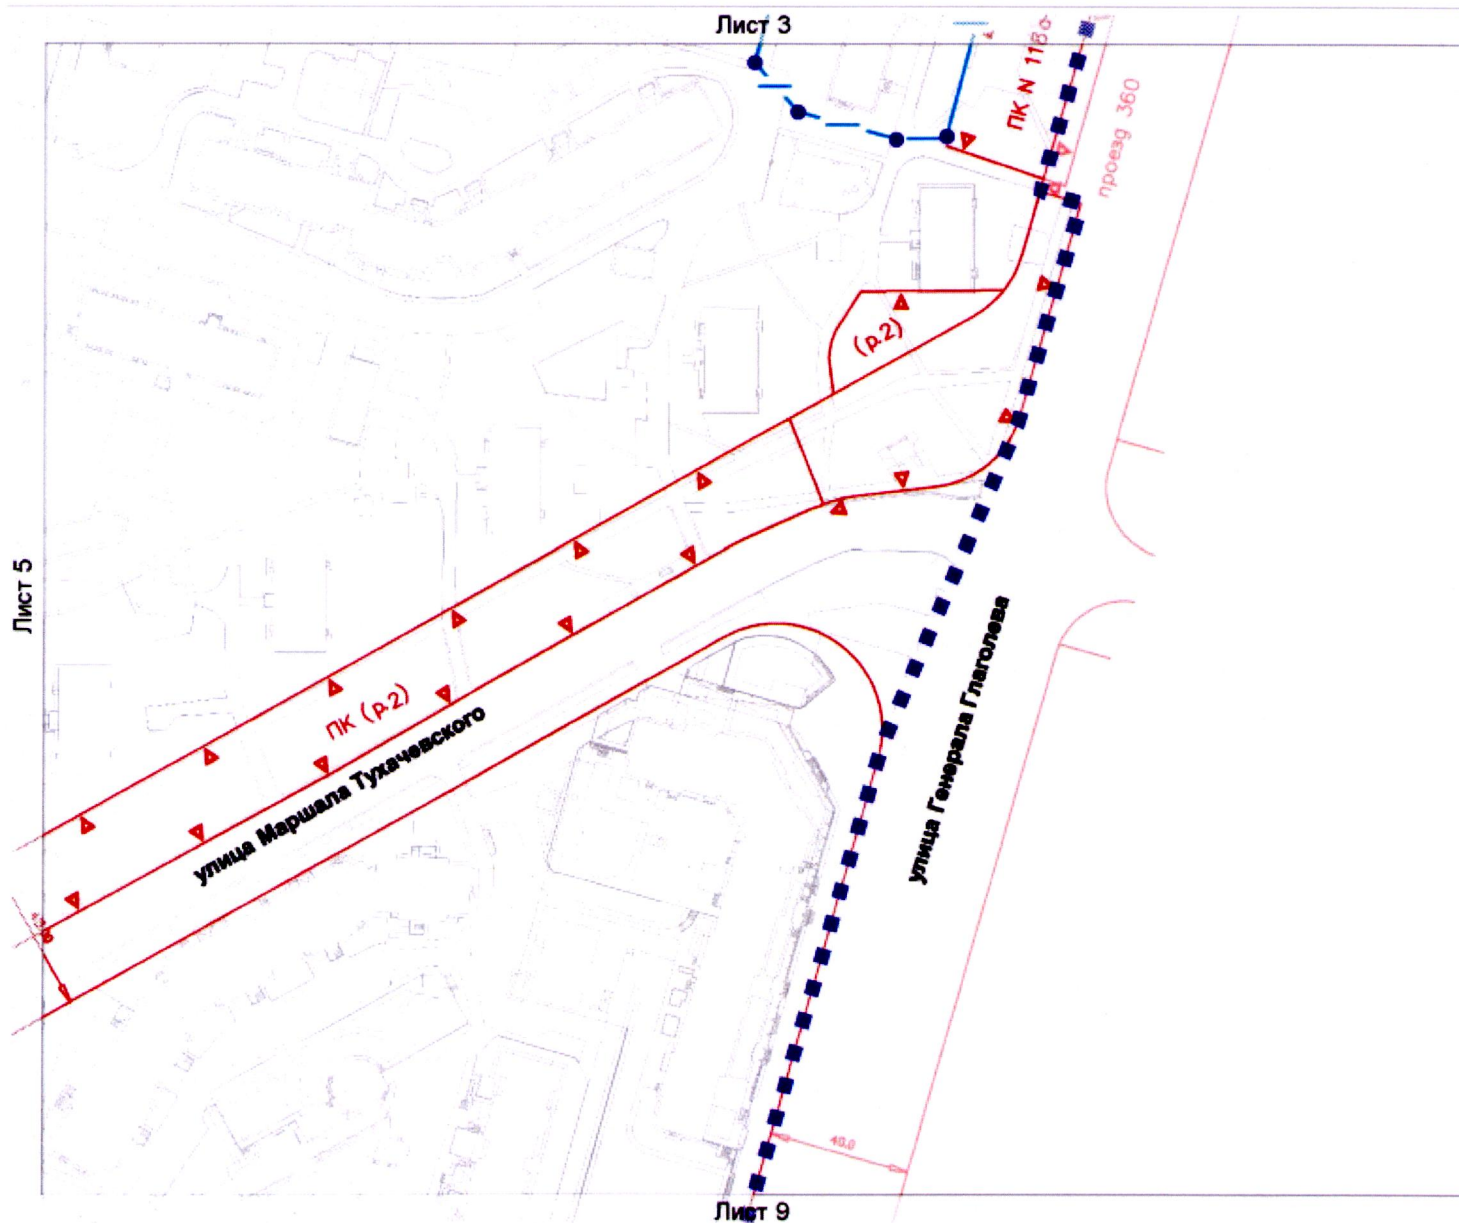 Лист 3
ПК N 118
проезд 360
(р.2)
Лист 5
ПК (р.2)
улица Маршала Тухачевского
улица Генерала Глаголева
40.0
Лист 9